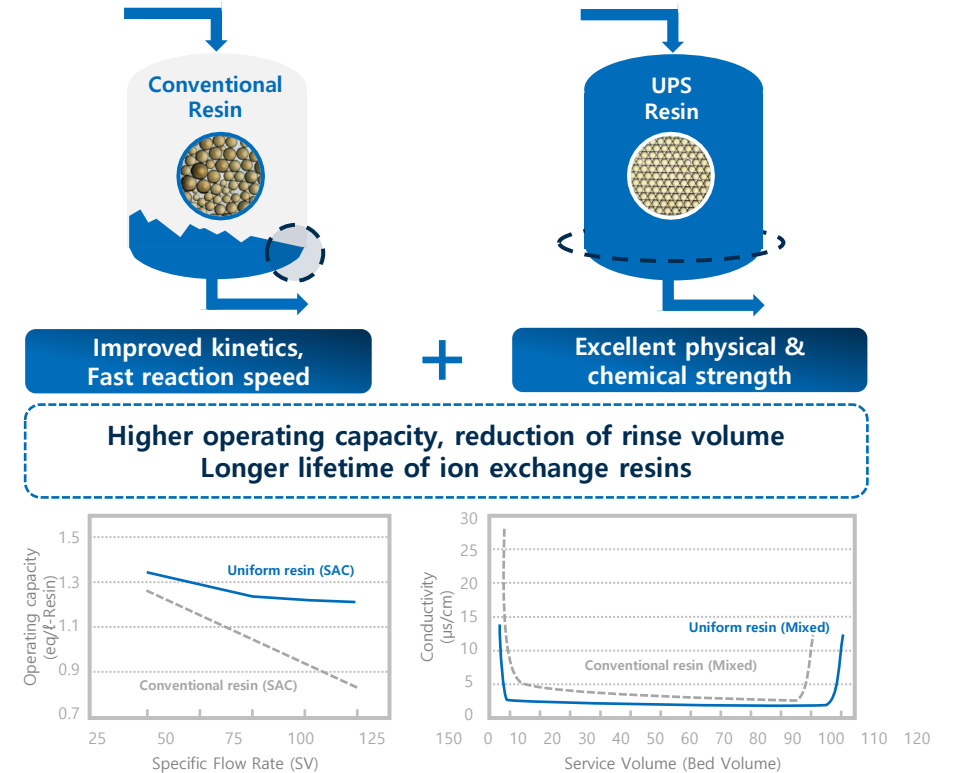 Conventional
Resin
UPS
Resin
Improved kinetics,
Fast reaction speed
+
Excellent physical &
chemical strength
Higher operating capacity, reduction of rinse volume
Longer lifetime of ion exchange resins
Operating capacity
(eq/ℓ-Resin)
1.5
1.3
1.1
0.9
0.7
Uniform resin (SAC)
Conventional resin (SAC)
25 50 75 100 125 150
Specific Flow Rate (SV)
Conductivity
(μs/cm)
30
25
20
15
10
5
0
Uniform resin (Mixed)
Conventional resin (Mixed)
0 10 20 30 40 50 60 70 80 90 100 110 120
Service Volume (Bed Volume)